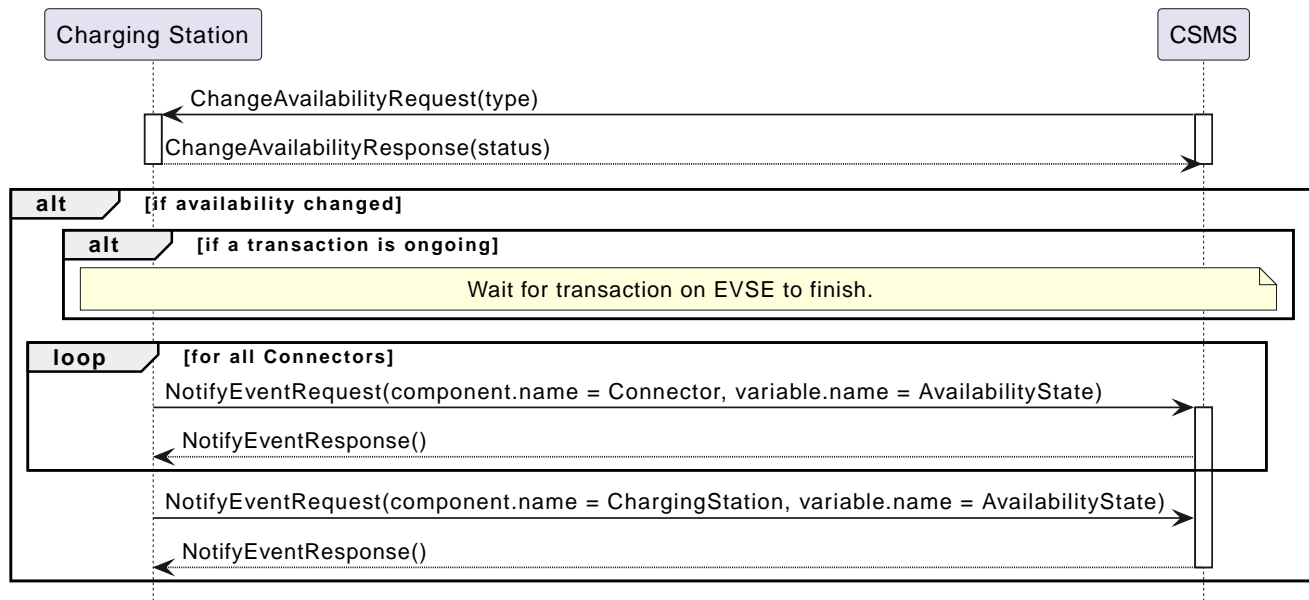 Charging Station
CSMS
ChangeAvailabilityRequest(type)
ChangeAvailabilityResponse(status)
alt [if availability changed]
alt [if a transaction is ongoing]
Wait for transaction on EVSE to finish.
loop [for all Connectors]
NotifyEventRequest(component.name = Connector, variable.name = AvailabilityState)
NotifyEventResponse()
NotifyEventRequest(component.name = ChargingStation, variable.name = AvailabilityState)
NotifyEventResponse()